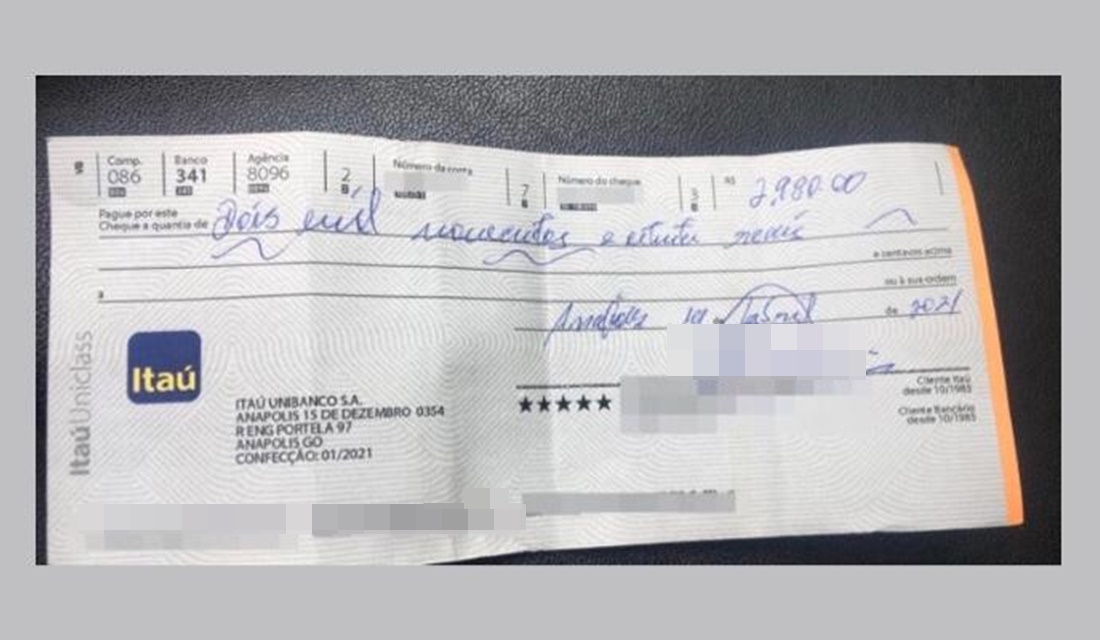 Comp. Banco Agência Número da conta Número do cheque R$
086 341 8096 2 7 2,980.00
Pague por este
Cheque a quantia de Dois mil novecentos e oitenta reais
e centavos acima
a
ou à sua ordem
Anápolis de Abril de 2021
Itaú
ITAÚ UNIBANCO S.A.
ANAPOLIS 15 DE DEZEMBRO 0354
R ENG PORTELA 97
ANAPOLIS GO
CONFECÇÃO: 01/2021
★★★★★
Cliente Itaú
desde 10/1985
Cliente Bancário
desde 10/1985
Itaú Uniclass